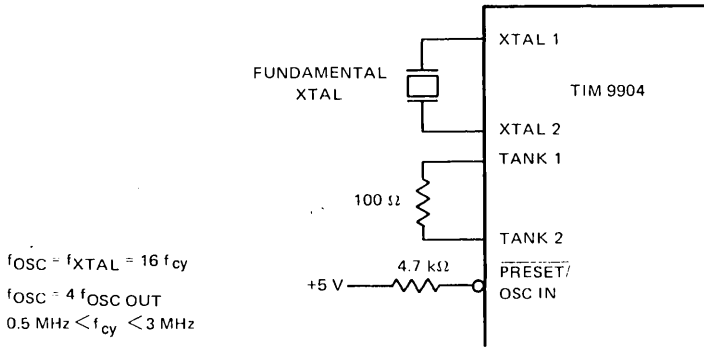 XTAL 1
FUNDAMENTAL
XTAL
TIM 9904
XTAL 2
TANK 1
100 Ω
TANK 2
fOSC = fXTAL = 16 fcy
fOSC = 4 fOSC OUT
0.5 MHz < fcy < 3 MHz
+5 V
4.7 kΩ
PRESET/
OSC IN